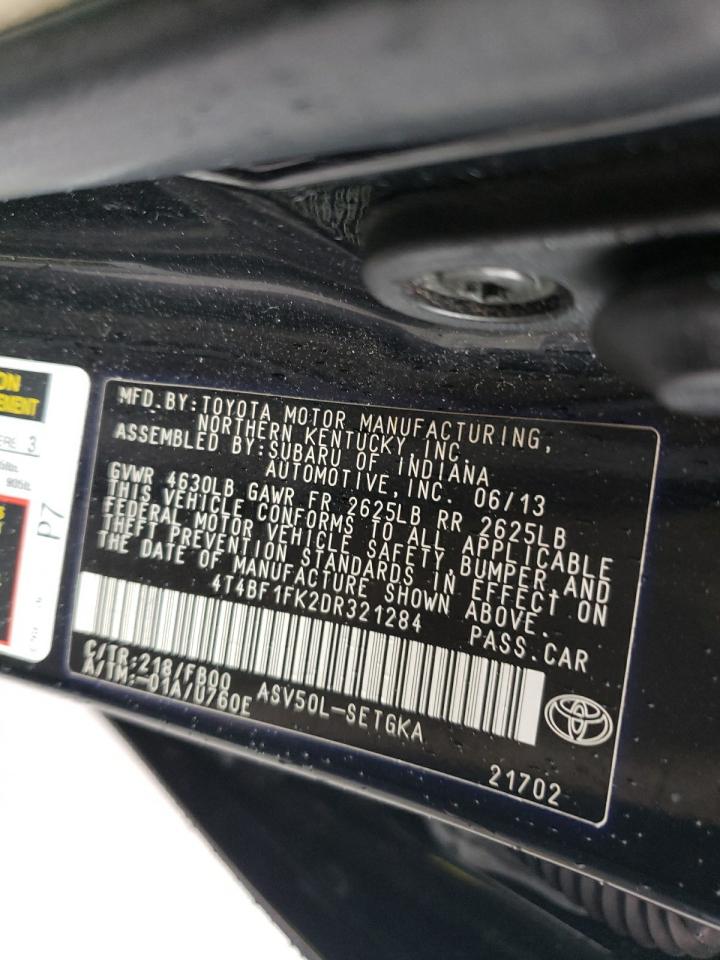 MFD.BY:TOYOTA MOTOR MANUFACTURING,
NORTHERN KENTUCKY,INC.
ASSEMBLED BY:SUBARU OF INDIANA
AUTOMOTIVE,INC. 06/13
GVWR 4630LB GAWR FR 2625LB RR 2625LB
THIS VEHICLE CONFORMS TO ALL APPLICABLE
FEDERAL MOTOR VEHICLE SAFETY,BUMPER,AND
THEFT PREVENTION STANDARDS IN EFFECT ON
THE DATE OF MANUFACTURE SHOWN ABOVE.
4T4BF1FK2DR321284 PASS.CAR
C/TR:218/FB00
A/TM:-01A/U760E ASV50L-SETGKA
21702
ON
3
P7